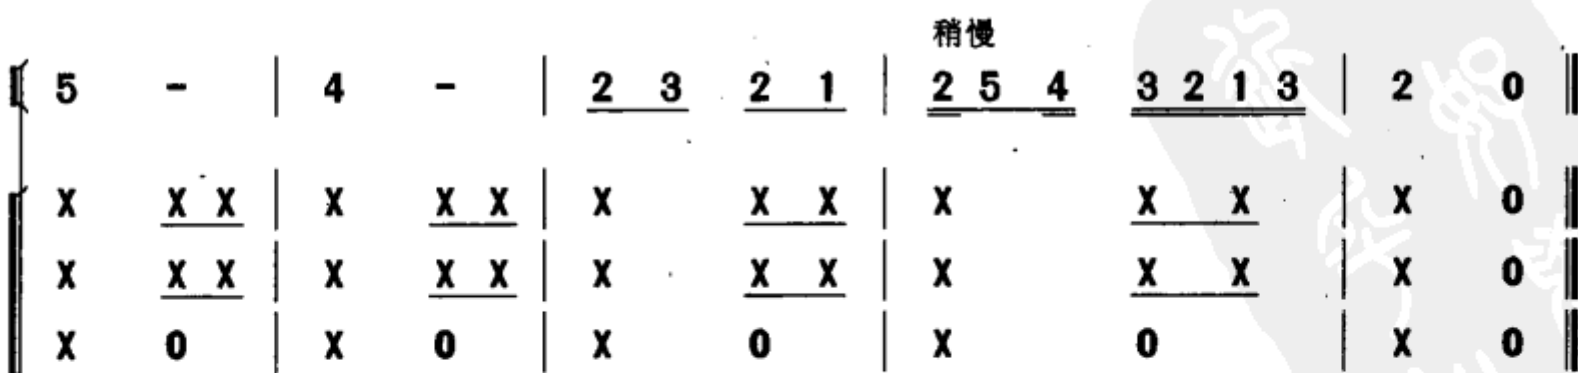 稍慢
5 - | 4 - | 2 3 2 1 | 2 5 4 3 2 1 3 | 2 0 ‖
X X X | X X X | X X X | X X X | X 0 ‖
X X X | X X X | X X X | X X X | X 0 ‖
X 0 | X 0 | X 0 | X 0 | X 0 ‖